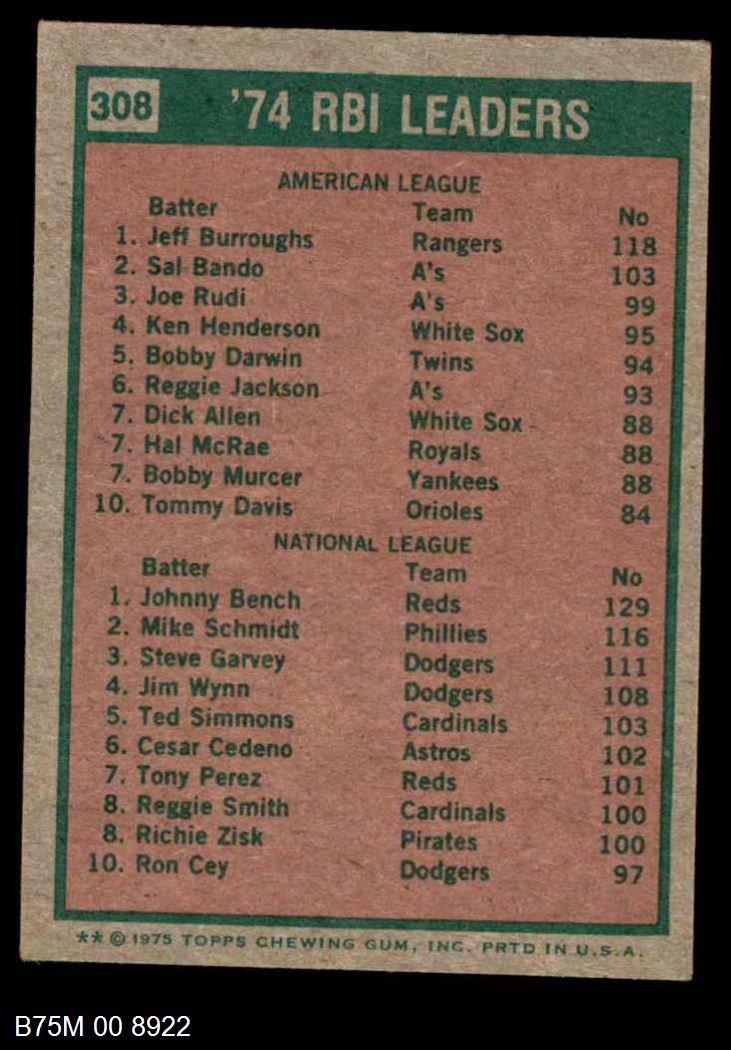 308 '74 RBI LEADERS
AMERICAN LEAGUE
Batter Team No
1. Jeff Burroughs Rangers 118
2. Sal Bando A's 103
3. Joe Rudi A's 99
4. Ken Henderson White Sox 95
5. Bobby Darwin Twins 94
6. Reggie Jackson A's 93
7. Dick Allen White Sox 88
7. Hal McRae Royals 88
7. Bobby Murcer Yankees 88
10. Tommy Davis Orioles 84
NATIONAL LEAGUE
Batter Team No
1. Johnny Bench Reds 129
2. Mike Schmidt Phillies 116
3. Steve Garvey Dodgers 111
4. Jim Wynn Dodgers 108
5. Ted Simmons Cardinals 103
6. Cesar Cedeno Astros 102
7. Tony Perez Reds 101
8. Reggie Smith Cardinals 100
8. Richie Zisk Pirates 100
10. Ron Cey Dodgers 97
** © 1975 TOPPS CHEWING GUM, INC. PRTD IN U.S.A.
B75M 00 8922